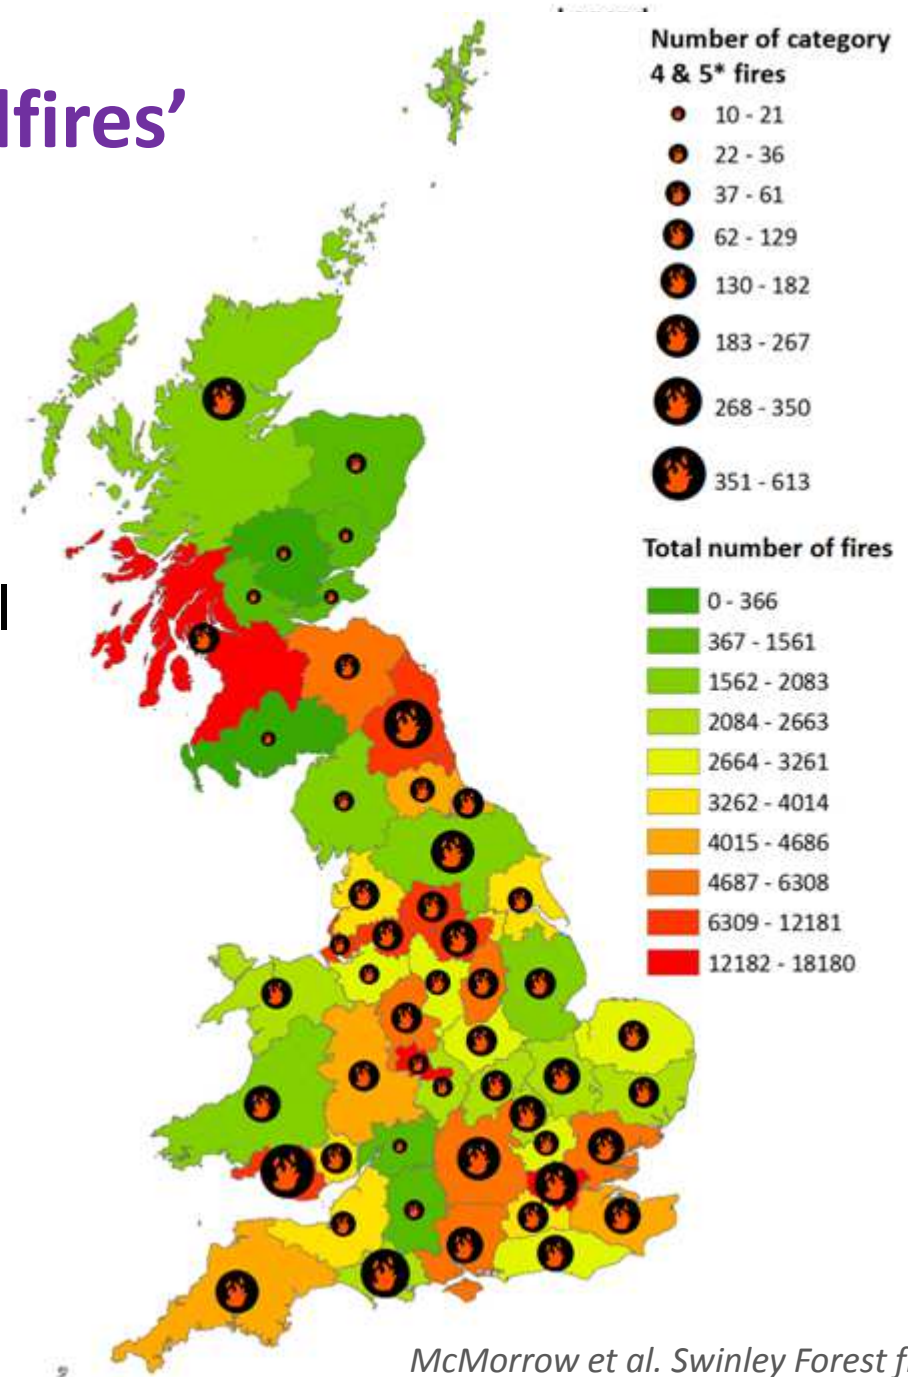 lfires’
Number of category
4 & 5* fires
10 - 21
22 - 36
37 - 61
62 - 129
130 - 182
183 - 267
268 - 350
351 - 613
Total number of fires
0 - 366
367 - 1561
1562 - 2083
2084 - 2663
2664 - 3261
3262 - 4014
4015 - 4686
4687 - 6308
6309 - 12181
12182 - 18180
McMorrow et al. Swinley Forest f